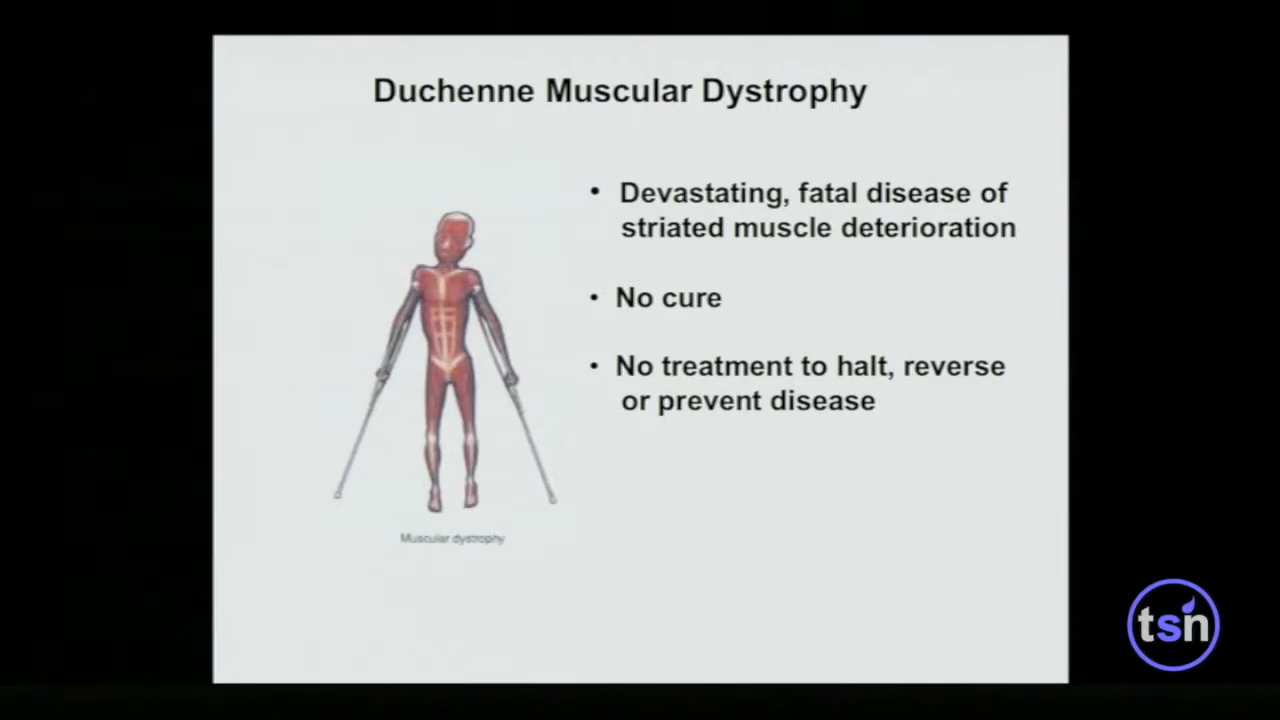 Duchenne Muscular Dystrophy
• Devastating, fatal disease of
striated muscle deterioration
• No cure
• No treatment to halt, reverse
or prevent disease
Muscular dystrophy
tsn